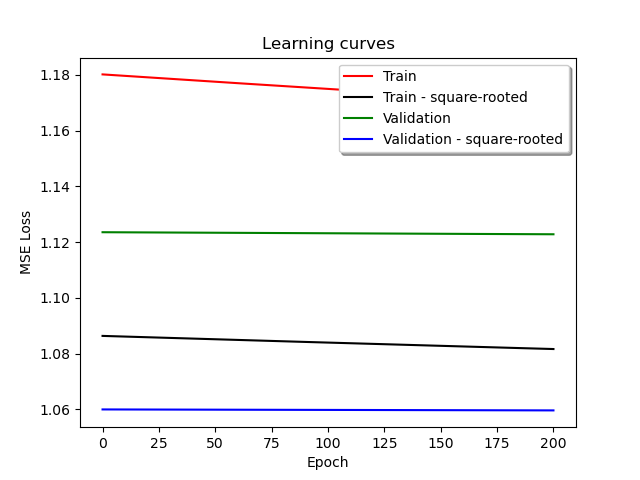 Learning curves
Train
Train - square-rooted
Validation
Validation - square-rooted
MSE Loss
1.18
1.16
1.14
1.12
1.10
1.08
1.06
0 25 50 75 100 125 150 175 200
Epoch